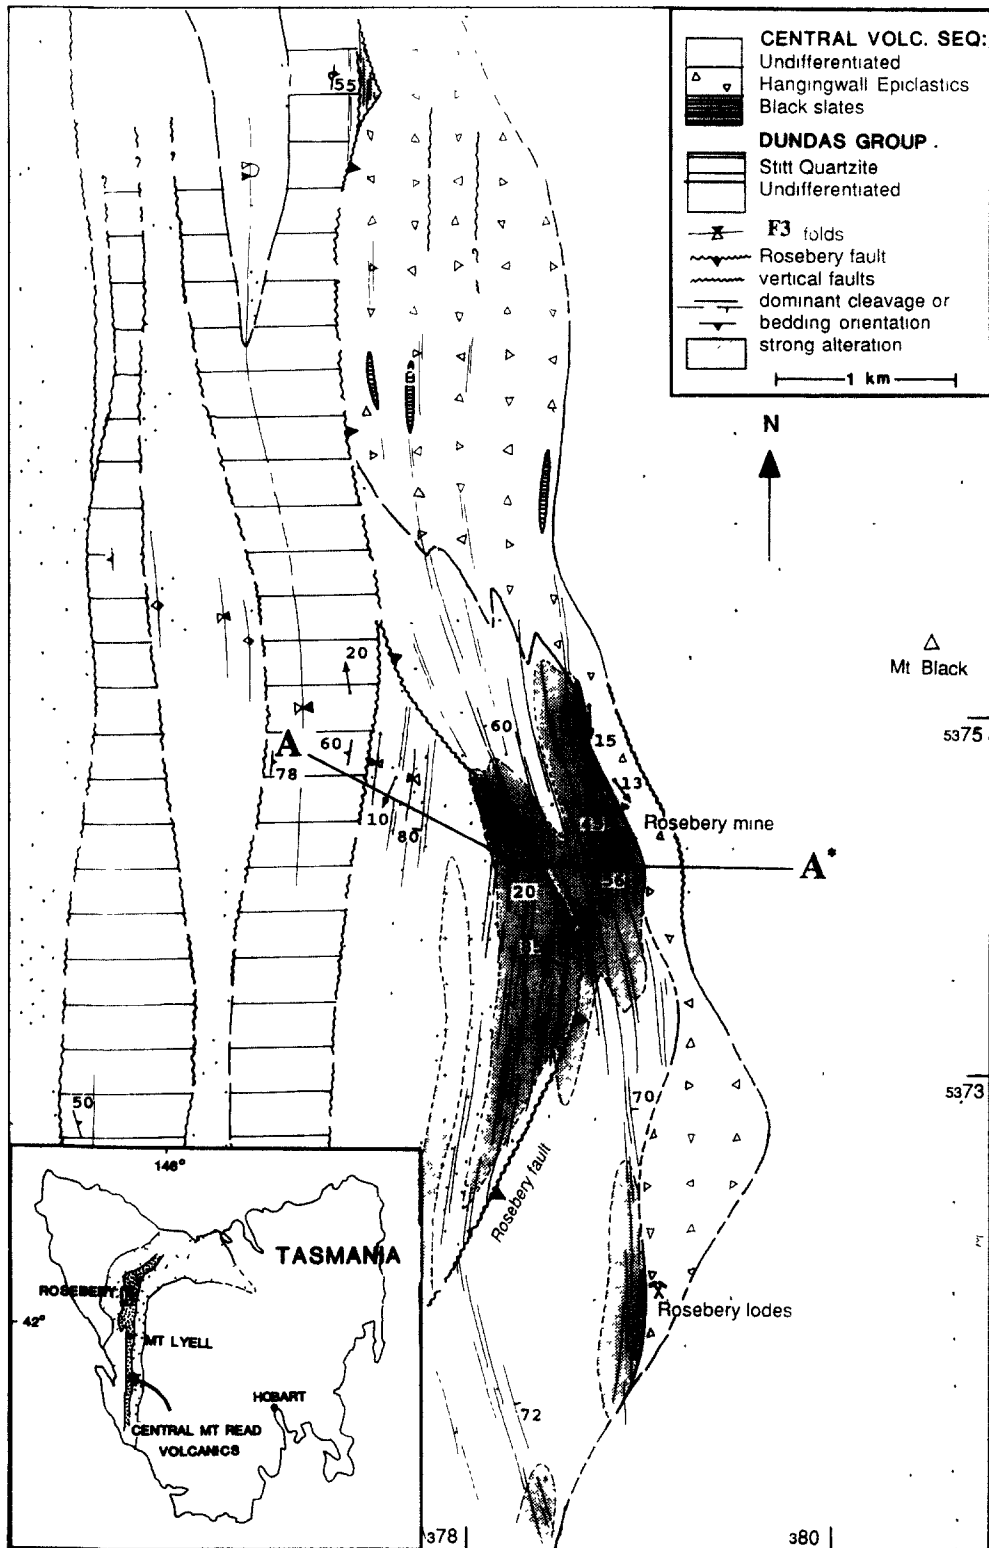 CENTRAL VOLC. SEQ:
Undifferentiated
Hangingwall Epiclastics
Black slates
DUNDAS GROUP .
Stitt Quartzite
Undifferentiated
F3 folds
Rosebery fault
vertical faults
dominant cleavage or
bedding orientation
strong alteration
1 km
N
55
Mt Black
20
5375
A
60
78
60
15
13
10
80
45
Rosebery mine
A*
20
56
5373
70
50
Rosebery fault
146°
TASMANIA
ROSEBERY
42°
MT LYELL
Rosebery lodes
HOBART
72
CENTRAL MT READ
VOLCANICS
378
380